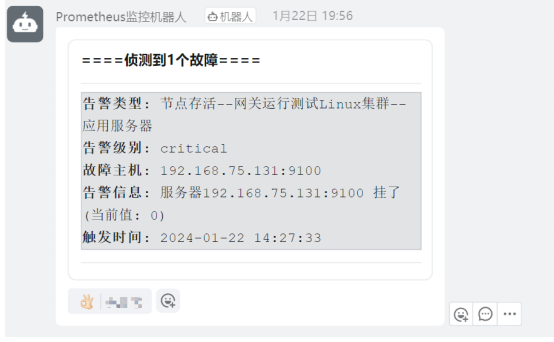 Prometheus监控机器人 机器人 1月22日 19:56
====侦测到1个故障====
告警类型: 节点存活--网关运行测试Linux集群--
应用服务器
告警级别: critical
故障主机: 192.168.75.131:9100
告警信息: 服务器192.168.75.131:9100 挂了
(当前值: 0)
触发时间: 2024-01-22 14:27:33